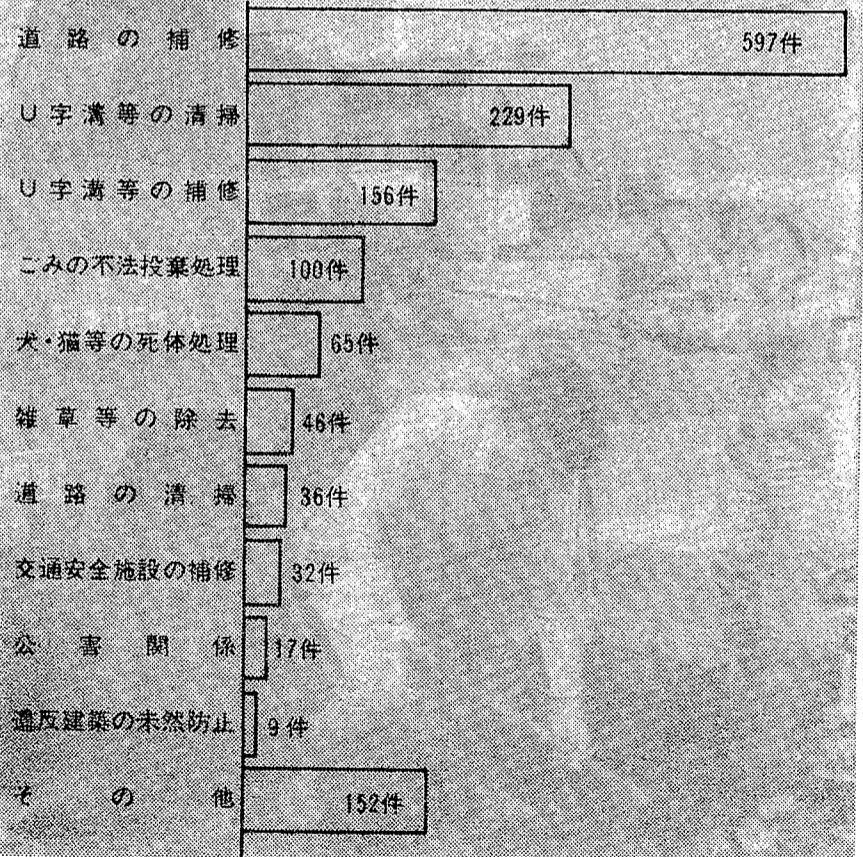 道路の補修 597件
U字溝等の清掃 229件
U字溝等の補修 156件
ごみの不法投棄処理 100件
犬・猫等の死体処理 65件
雑草等の除去 46件
道路の清掃 36件
交通安全施設の補修 32件
公害関係 17件
違反建築の未然防止 9件
その他 152件